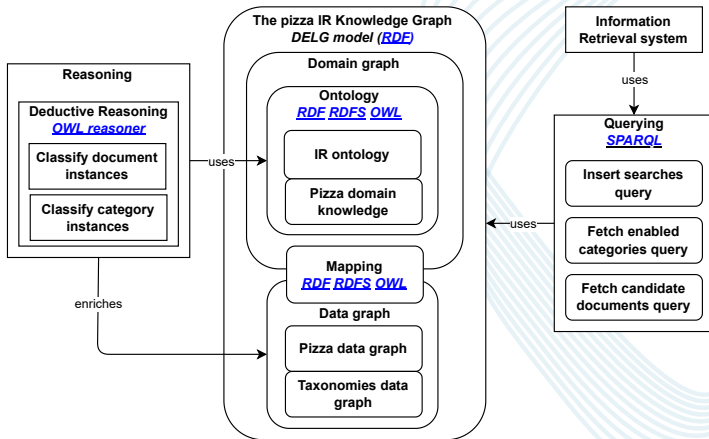 Reasoning
Deductive Reasoning
OWL reasoner
Classify document
instances
Classify category
instances
uses
enriches
The pizza IR Knowledge Graph
DELG model (RDF)
Domain graph
Ontology
RDF RDFS OWL
IR ontology
Pizza domain
knowledge
Mapping
RDF RDFS OWL
Data graph
Pizza data graph
Taxonomies data
graph
uses
Information
Retrieval system
uses
Querying
SPARQL
Insert searches
query
Fetch enabled
categories query
Fetch candidate
documents query